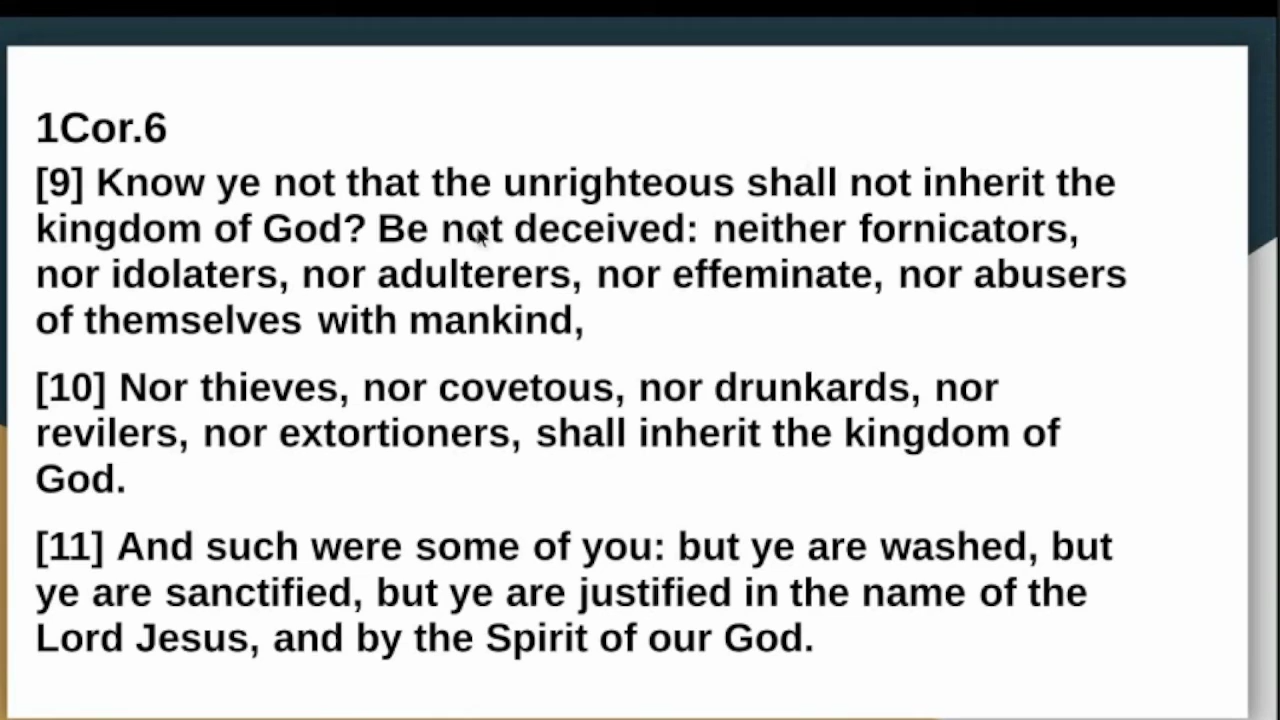 1Cor.6
[9] Know ye not that the unrighteous shall not inherit the
kingdom of God? Be not deceived: neither fornicators,
nor idolaters, nor adulterers, nor effeminate, nor abusers
of themselves with mankind,
[10] Nor thieves, nor covetous, nor drunkards, nor
revilers, nor extortioners, shall inherit the kingdom of
God.
[11] And such were some of you: but ye are washed, but
ye are sanctified, but ye are justified in the name of the
Lord Jesus, and by the Spirit of our God.